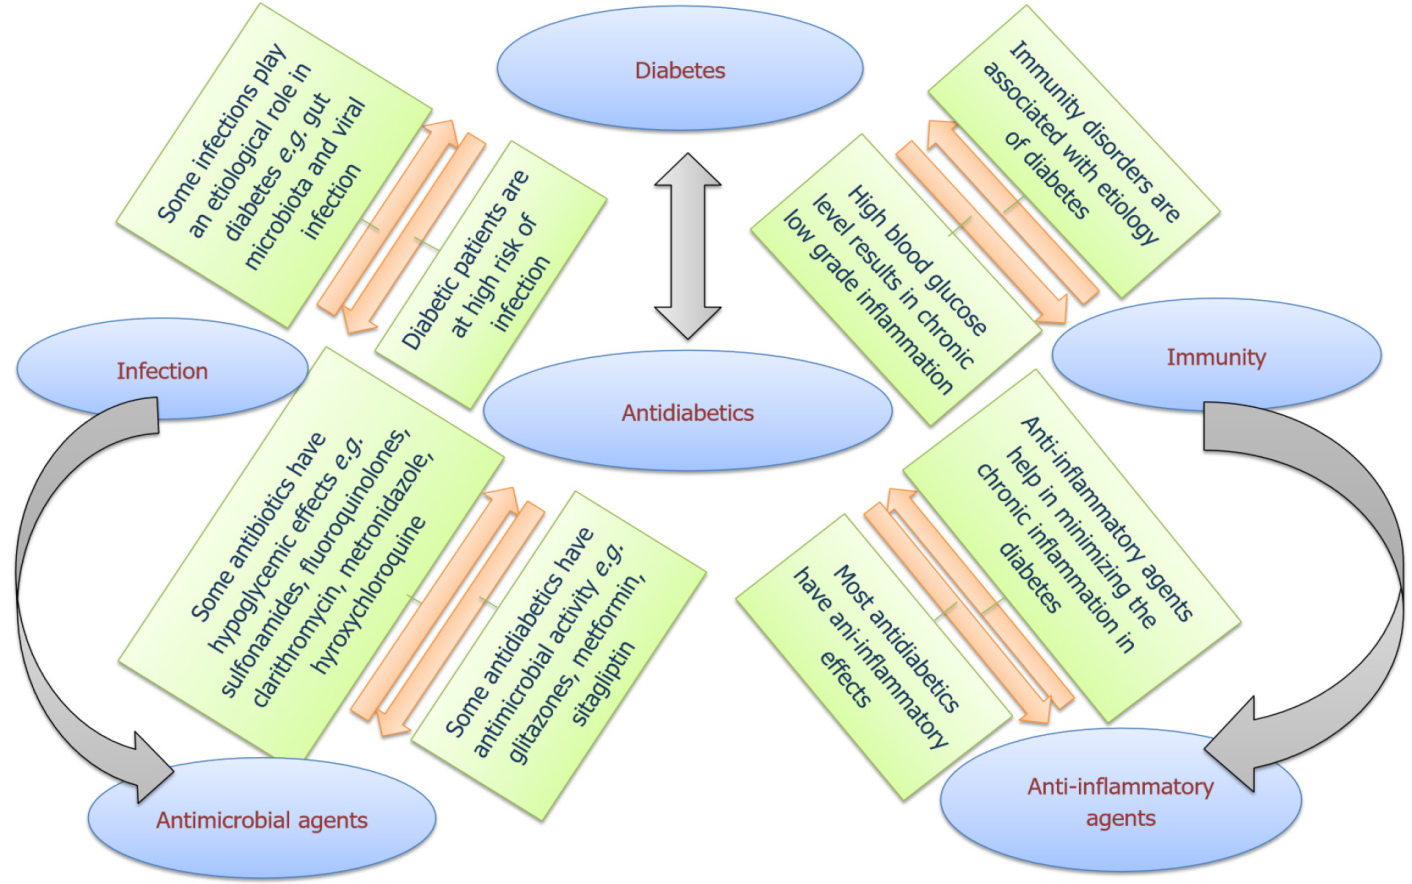 Diabetes
Some infections play
an etiological role in
diabetes e.g. gut
microbiota and viral
infection
Diabetic patients are
at high risk of
infection
High blood glucose
level results in chronic
low grade inflammation
Immunity disorders are
associated with etiology
of diabetes
Infection
Antidiabetics
Immunity
Some antibiotics have
hypoglycemic effects e.g.
sulfonamides, fluoroquinolones,
clarithromycin, metronidazole,
hyroxychloroquine
Some antidiabetics have
antimicrobial activity e.g.
glitazones, metformin,
sitagliptin
Most antidiabetics
have ani-inflammatory
effects
Anti-inflammatory agents
help in minimizing the
chronic inflammation in
diabetes
Antimicrobial agents
Anti-inflammatory
agents